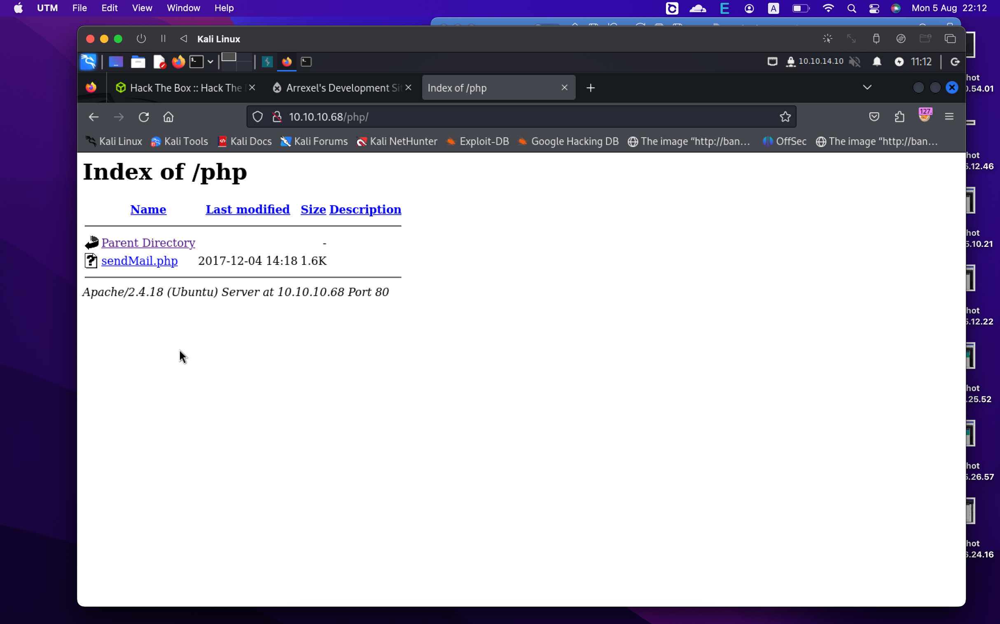 UTM File Edit View Window Help A Mon 5 Aug 22:12
Kali Linux
10.10.14.10 11:12
Hack The Box :: Hack The Arrexel's Development Sit Index of /php
10.10.10.68/php/ 127.
Kali Linux Kali Tools Kali Docs Kali Forums Kali NetHunter Exploit-DB Google Hacking DB The image "http://ban... OffSec The image "http://ban...
Index of /php
Name Last modified Size Description
Parent Directory -
sendMail.php 2017-12-04 14:18 1.6K
Apache/2.4.18 (Ubuntu) Server at 10.10.10.68 Port 80
hot
.54.01
hot
5.12.46
hot
5.10.21
hot
5.12.22
hot
.25.52
hot
5.26.57
hot
.24.16